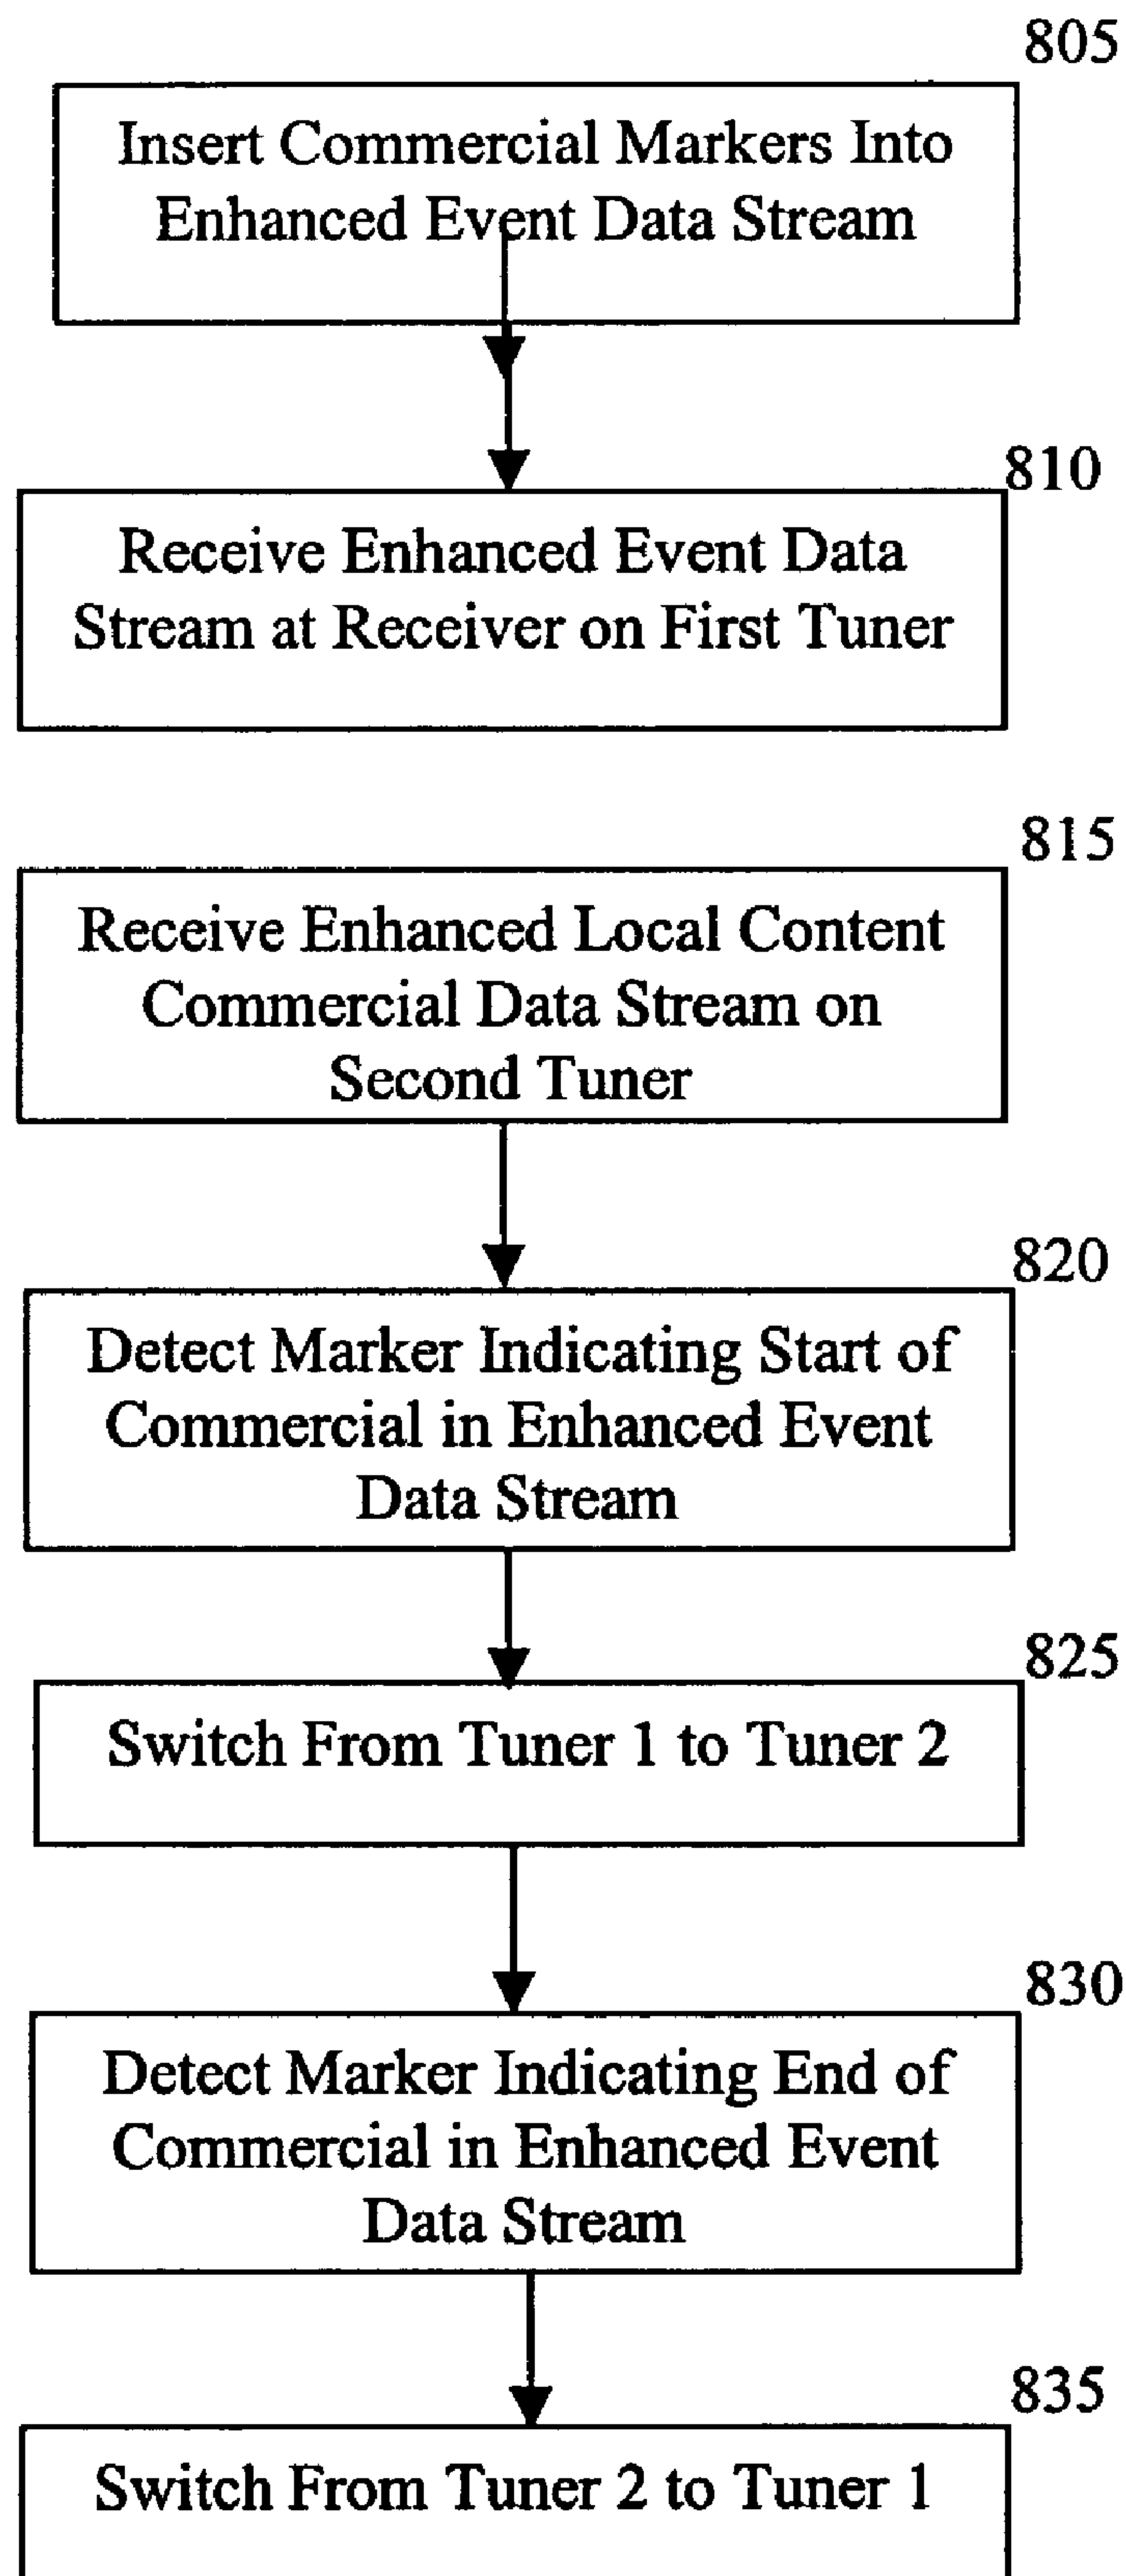 805
Insert Commercial Markers Into
Enhanced Event Data Stream
810
Receive Enhanced Event Data
Stream at Receiver on First Tuner
815
Receive Enhanced Local Content
Commercial Data Stream on
Second Tuner
820
Detect Marker Indicating Start of
Commercial in Enhanced Event
Data Stream
825
Switch From Tuner 1 to Tuner 2
830
Detect Marker Indicating End of
Commercial in Enhanced Event
Data Stream
835
Switch From Tuner 2 to Tuner 1